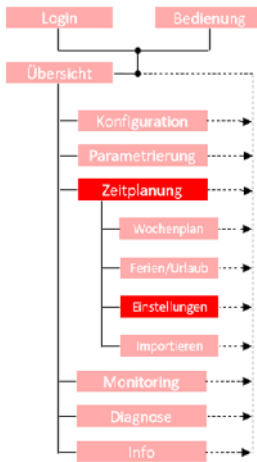 Login
Bedienung
Übersicht
Konfiguration
Parametrierung
Zeitplanung
Wochenplan
Ferien/Urlaub
Einstellungen
Importieren
Monitoring
Diagnose
Info